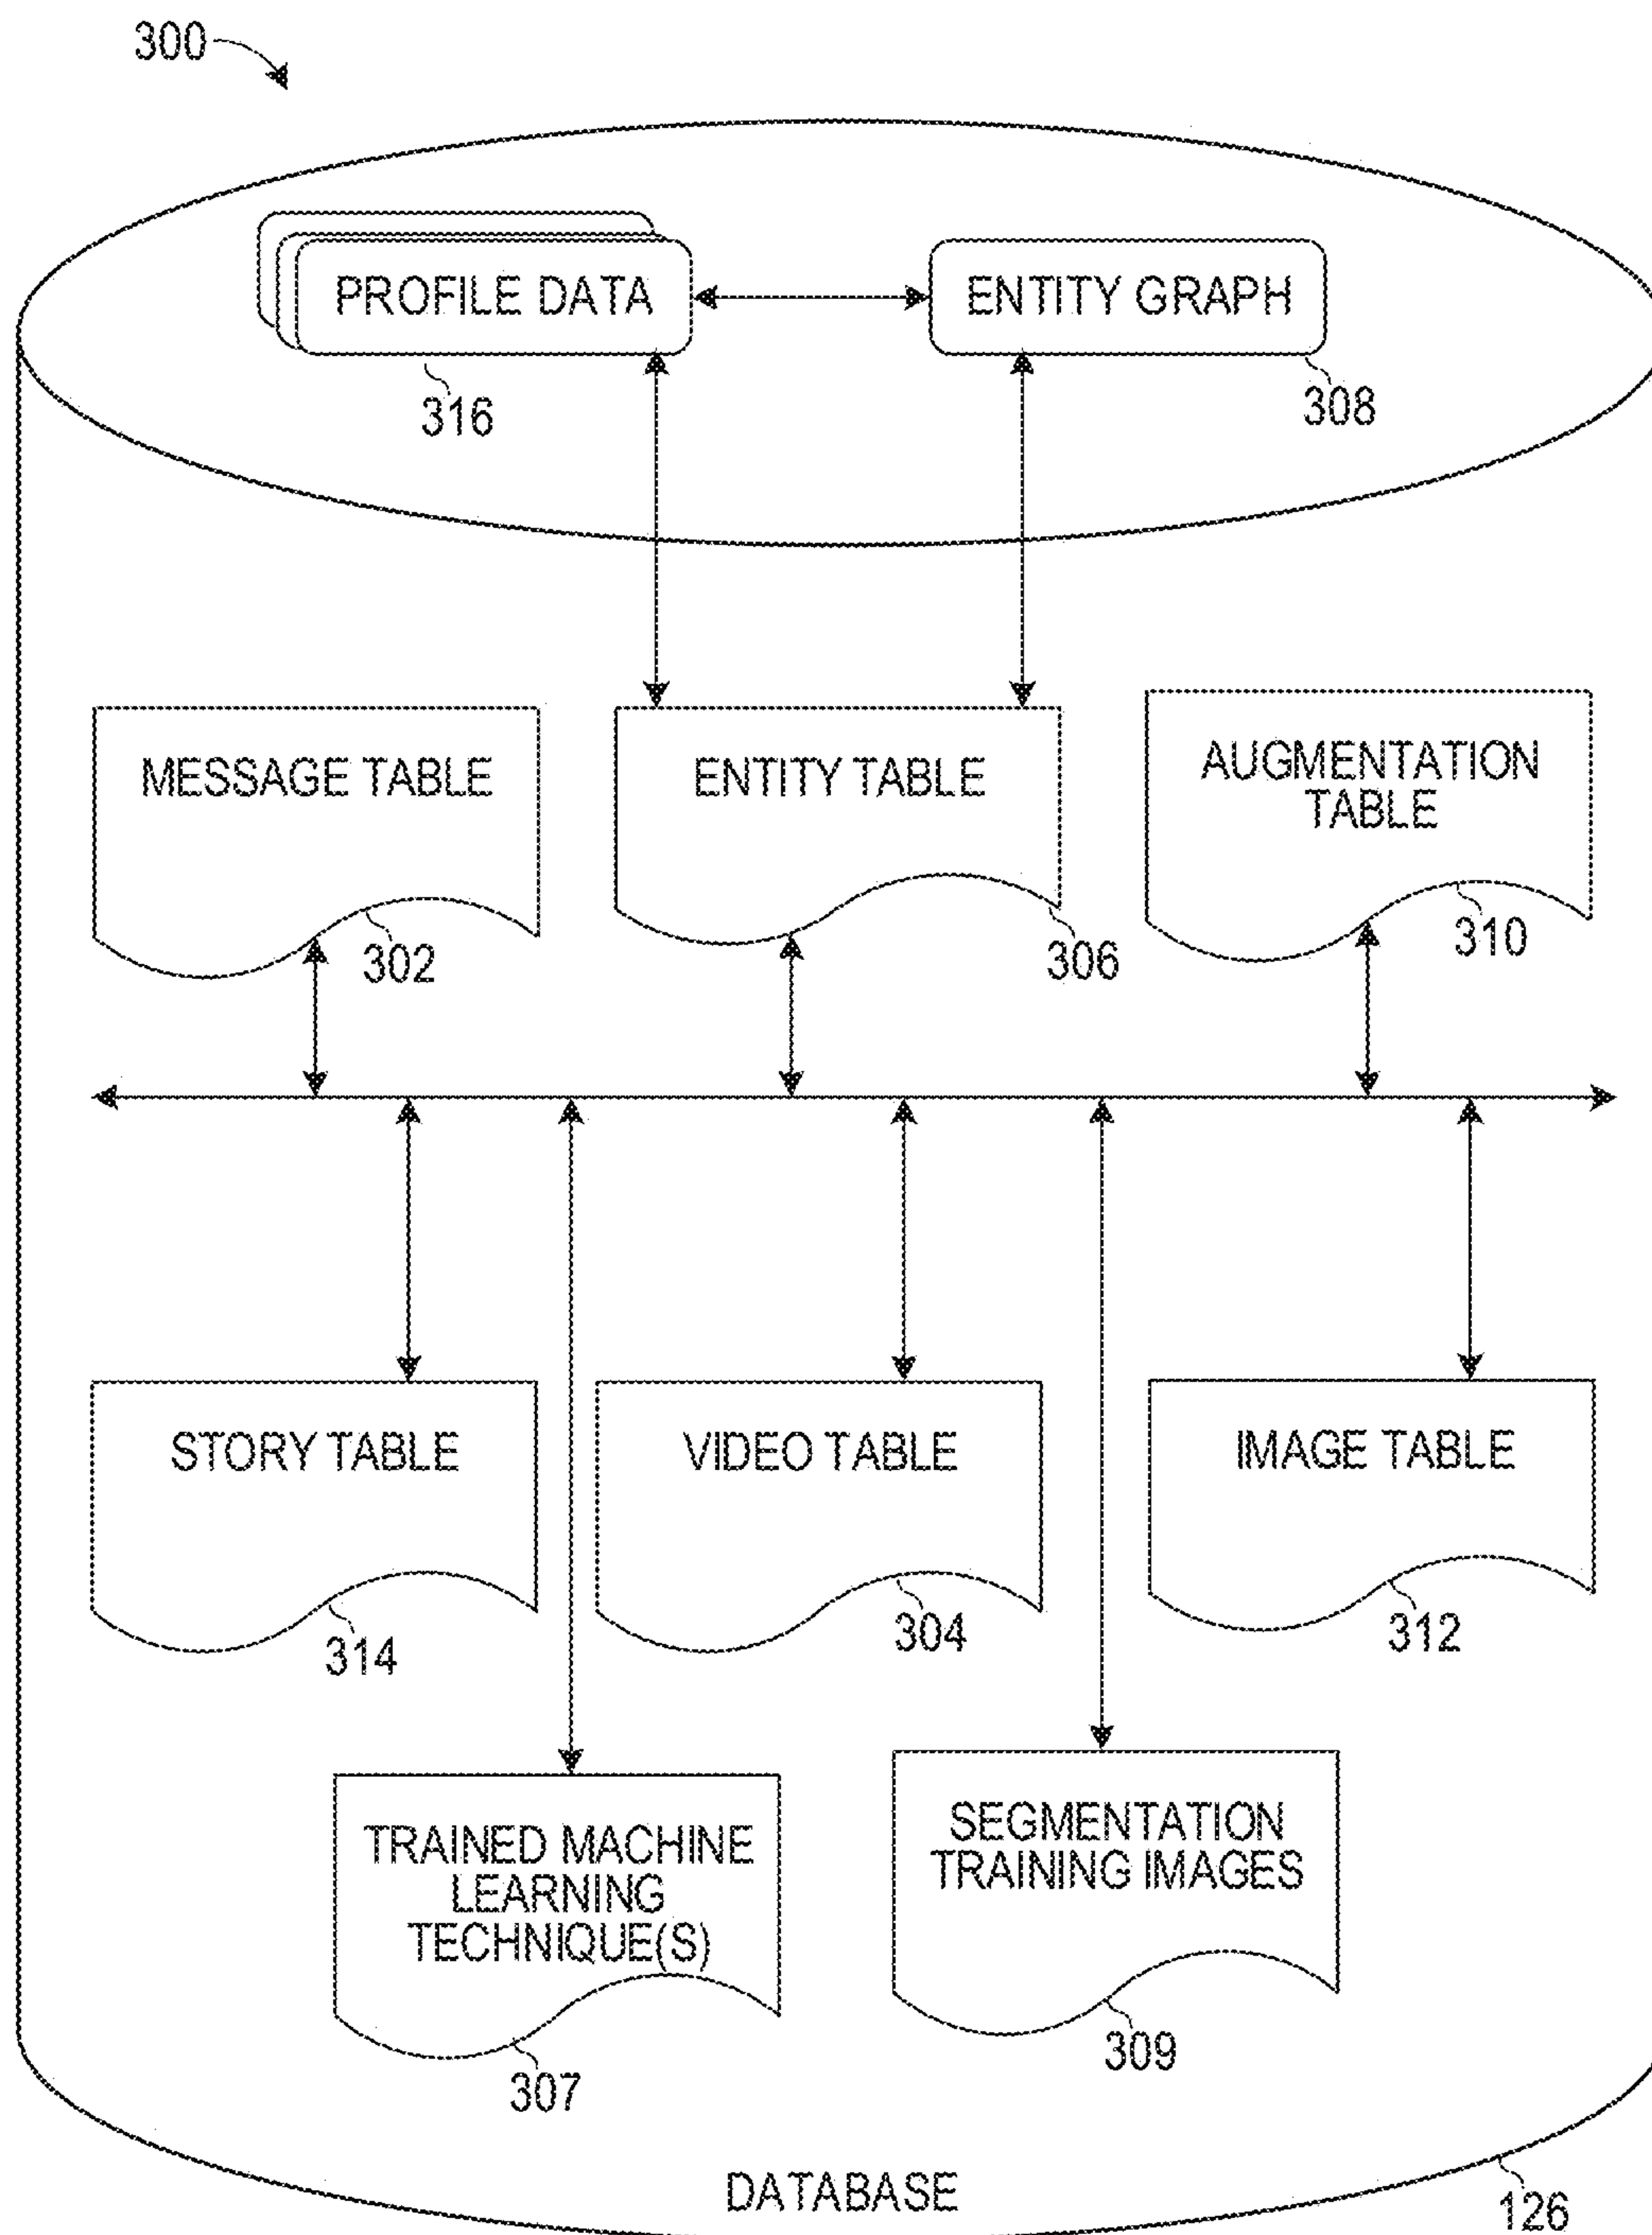 300
PROFILE DATA
ENTITY GRAPH
316
308
MESSAGE TABLE
ENTITY TABLE
AUGMENTATION
TABLE
302
306
310
STORY TABLE
VIDEO TABLE
IMAGE TABLE
314
304
312
TRAINED MACHINE
LEARNING
TECHNIQUE(S)
SEGMENTATION
TRAINING IMAGES
307
309
DATABASE
126